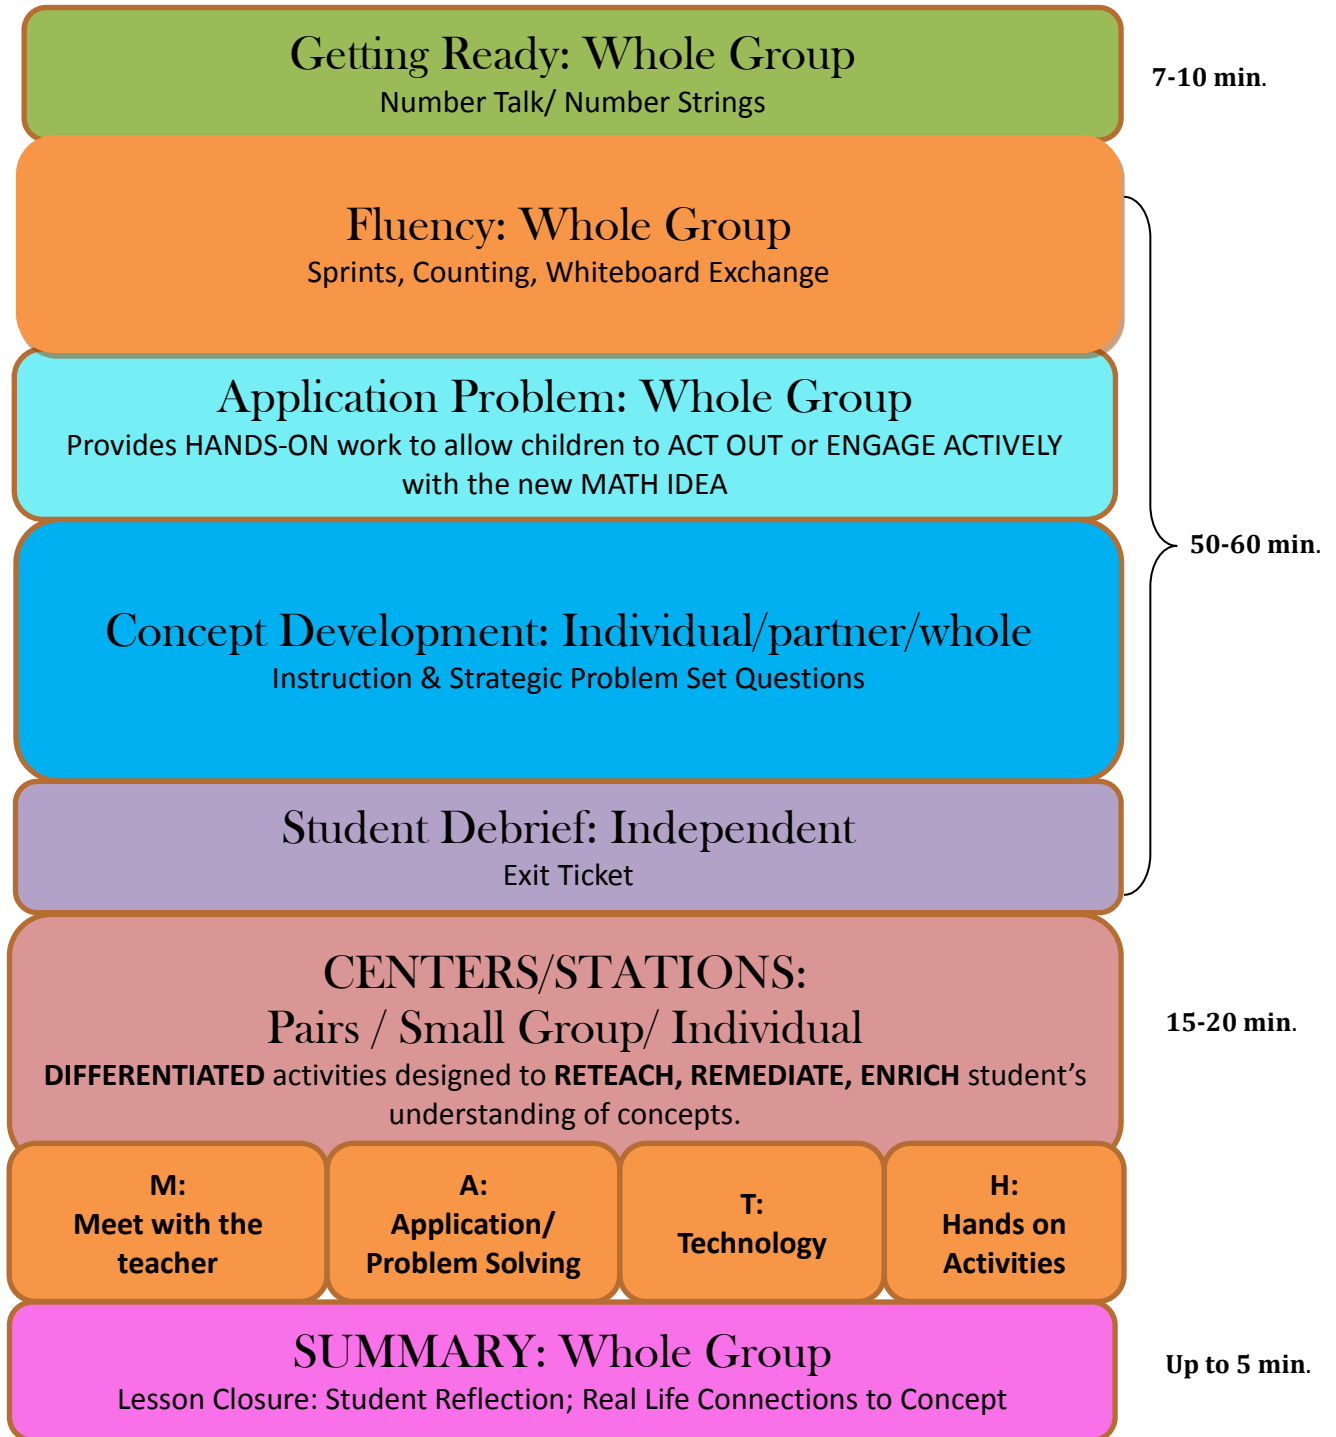 Getting Ready: Whole Group
Number Talk/ Number Strings
7-10 min.
Fluency: Whole Group
Sprints, Counting, Whiteboard Exchange
Application Problem: Whole Group
Provides HANDS-ON work to allow children to ACT OUT or ENGAGE ACTIVELY
with the new MATH IDEA
50-60 min.
Concept Development: Individual/partner/whole
Instruction & Strategic Problem Set Questions
Student Debrief: Independent
Exit Ticket
CENTERS/STATIONS:
Pairs / Small Group/ Individual
DIFFERENTIATED activities designed to RETEACH, REMEDIATE, ENRICH student's
understanding of concepts.
15-20 min.
M:
Meet with the
teacher
A:
Application/
Problem Solving
T:
Technology
H:
Hands on
Activities
SUMMARY: Whole Group
Lesson Closure: Student Reflection; Real Life Connections to Concept
Up to 5 min.